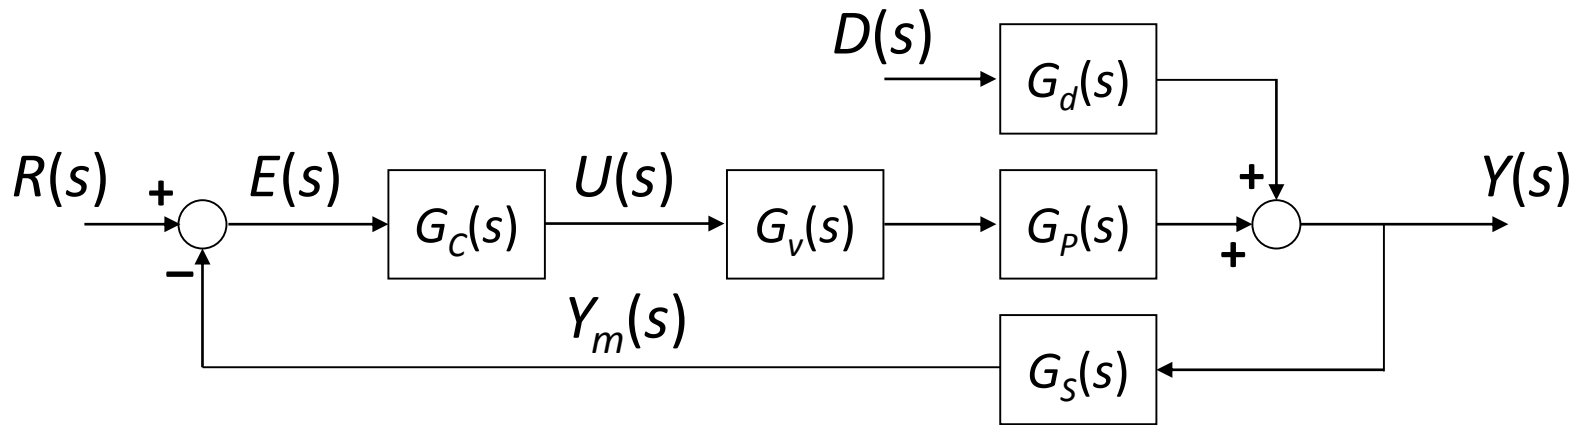 D(s)
G_d(s)
R(s)
+
E(s)
G_C(s)
U(s)
G_v(s)
G_P(s)
+
+
Y(s)
−
Y_m(s)
G_S(s)